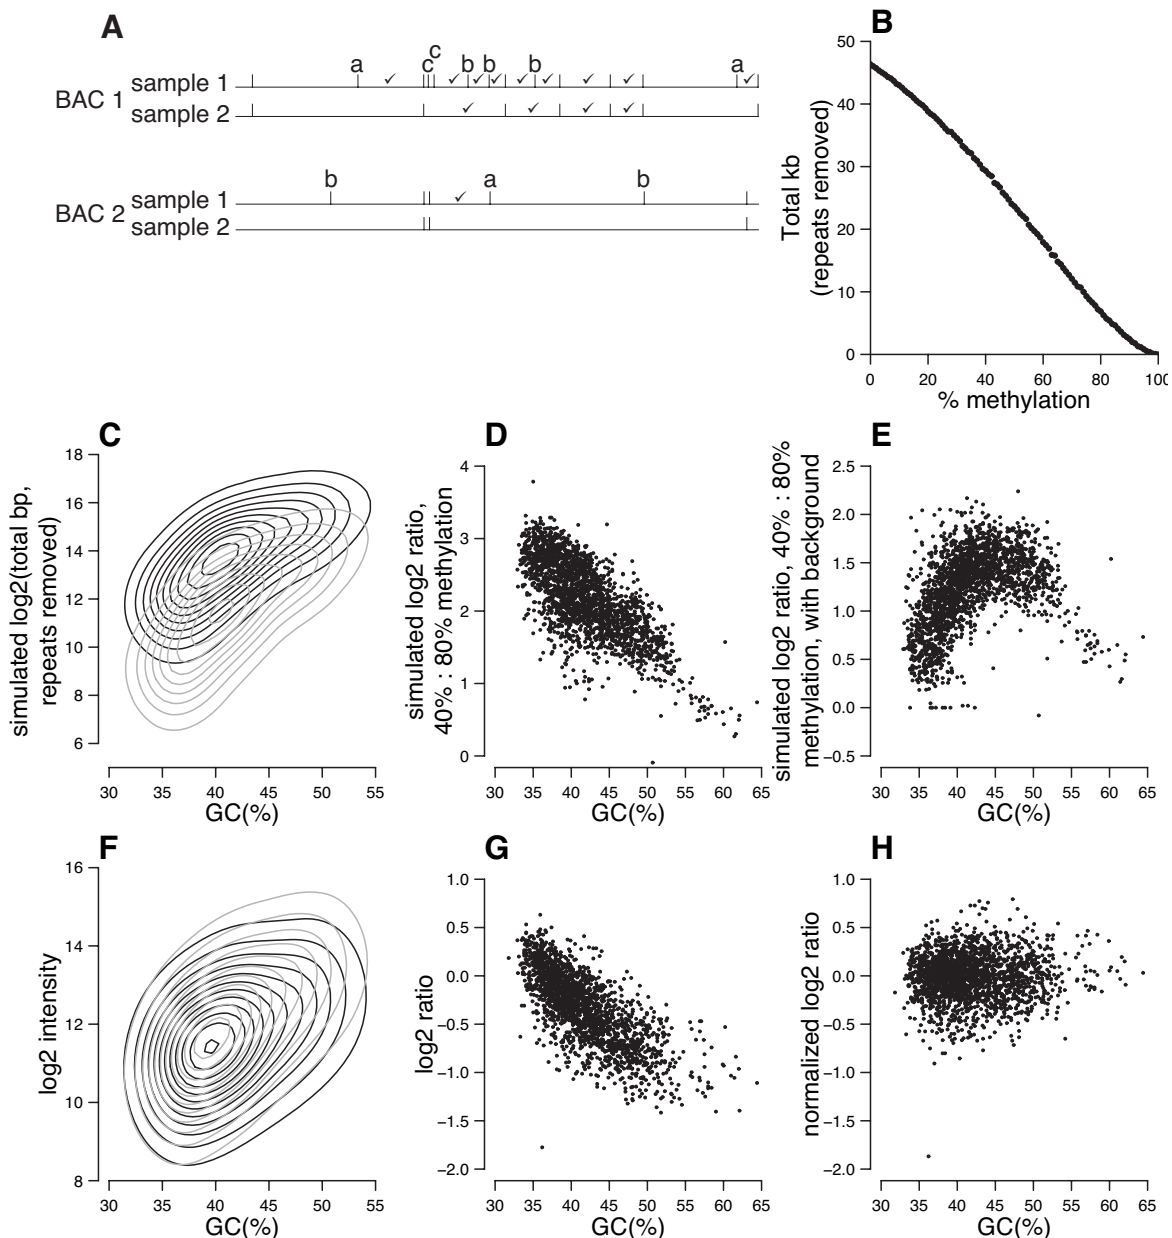 A
BAC 1
sample 1
a
c
c
b
b
b
a
sample 2
BAC 2
sample 1
b
a
b
sample 2
B
Total kb
(repeats removed)
50
40
30
20
10
0
0 20 40 60 80 100
% methylation
C
simulated log2(total bp,
repeats removed)
18
16
14
12
10
8
6
30 35 40 45 50 55
GC(%)
D
simulated log2 ratio,
40% : 80% methylation
4
3
2
1
0
30 35 40 45 50 55 60 65
GC(%)
E
simulated log2 ratio, 40% : 80%
methylation, with background
2.5
2.0
1.5
1.0
0.5
0.0
−0.5
30 35 40 45 50 55 60 65
GC(%)
F
log2 intensity
16
14
12
10
8
30 35 40 45 50 55
GC(%)
G
log2 ratio
1.0
0.5
0.0
−0.5
−1.0
−1.5
−2.0
30 35 40 45 50 55 60 65
GC(%)
H
normalized log2 ratio
1.0
0.5
0.0
−0.5
−1.0
−1.5
−2.0
30 35 40 45 50 55 60 65
GC(%)